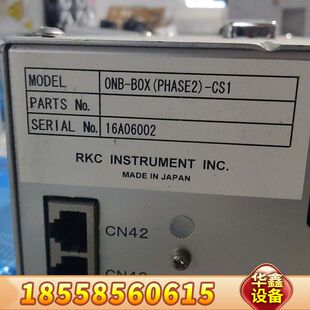 MODEL ONB-BOX(PHASE2)-CS1
PARTS No.
SERIAL No. 16A06002
RKC INSTRUMENT INC.
MADE IN JAPAN
CN42
18558560615
华鑫
设备